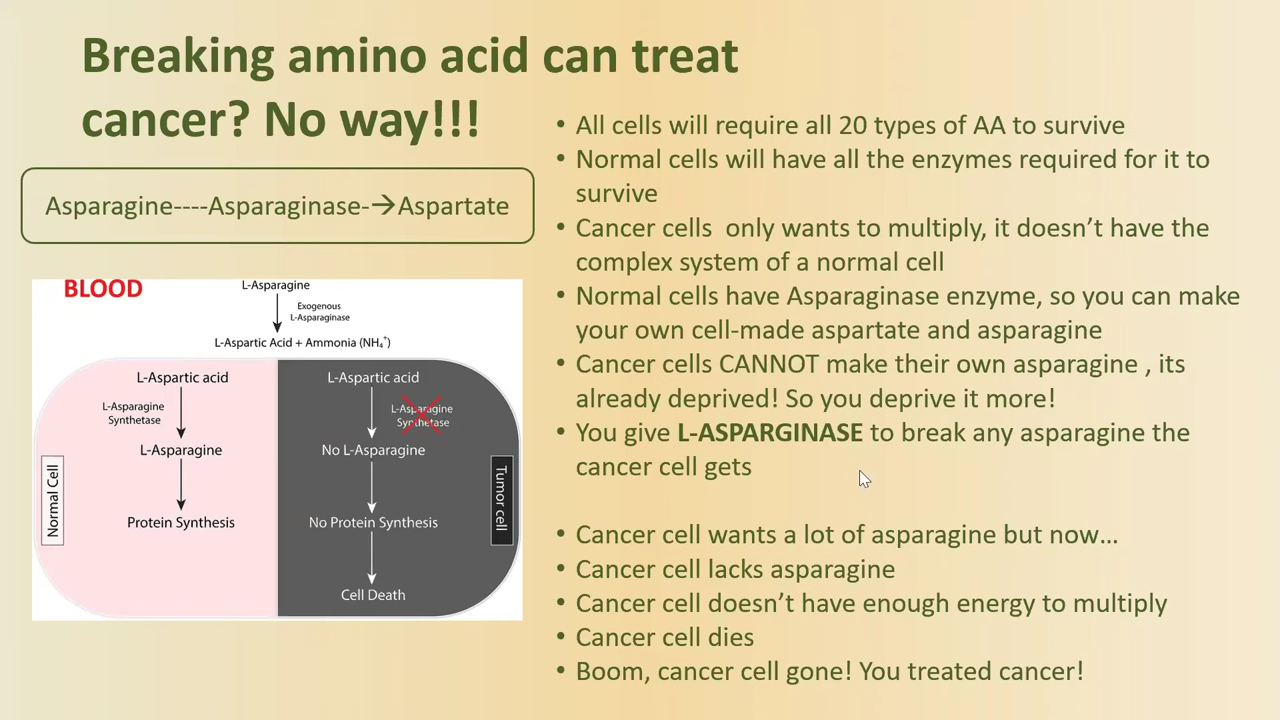 Breaking amino acid can treat
cancer? No way!!!
Asparagine----Asparaginase-→Aspartate
BLOOD
L-Asparagine
Exogenous
L-Asparaginase
L-Aspartic Acid + Ammonia (NH₄⁺)
L-Aspartic acid
L-Asparagine
Synthetase
L-Asparagine
Protein Synthesis
Normal Cell
L-Aspartic acid
L-Asparagine
Synthetase
No L-Asparagine
No Protein Synthesis
Cell Death
Tumor cell
• All cells will require all 20 types of AA to survive
• Normal cells will have all the enzymes required for it to
survive
• Cancer cells  only wants to multiply, it doesn’t have the
complex system of a normal cell
• Normal cells have Asparaginase enzyme, so you can make
your own cell-made aspartate and asparagine
• Cancer cells CANNOT make their own asparagine , its
already deprived! So you deprive it more!
• You give L-ASPARGINASE to break any asparagine the
cancer cell gets
• Cancer cell wants a lot of asparagine but now…
• Cancer cell lacks asparagine
• Cancer cell doesn’t have enough energy to multiply
• Cancer cell dies
• Boom, cancer cell gone! You treated cancer!